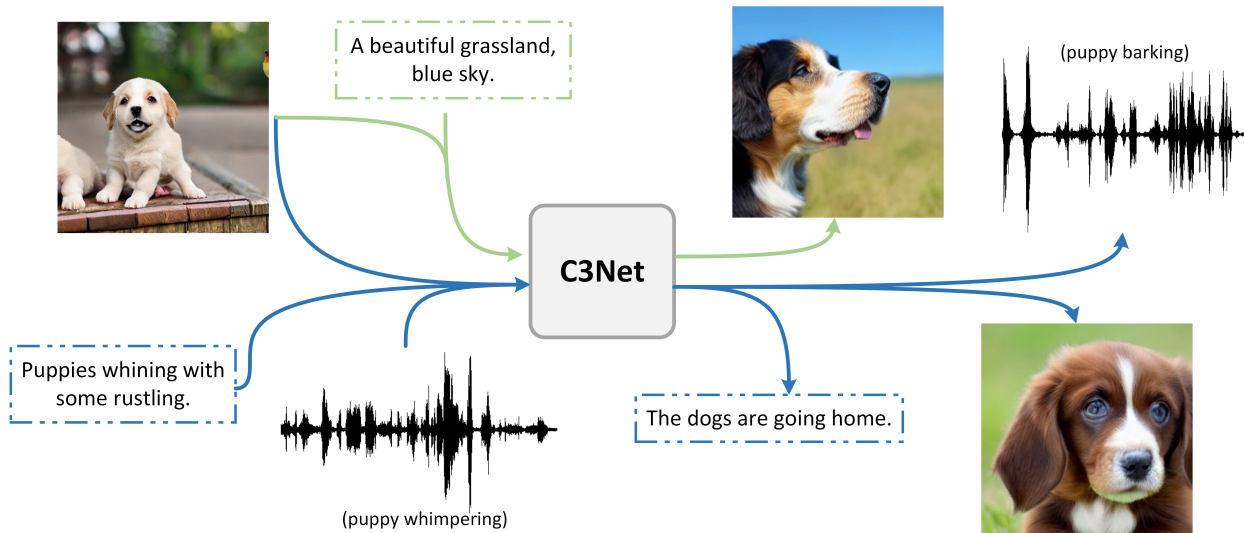 A beautiful grassland,
blue sky.
(puppy barking)
C3Net
Puppies whining with
some rustling.
The dogs are going home.
(puppy whimpering)